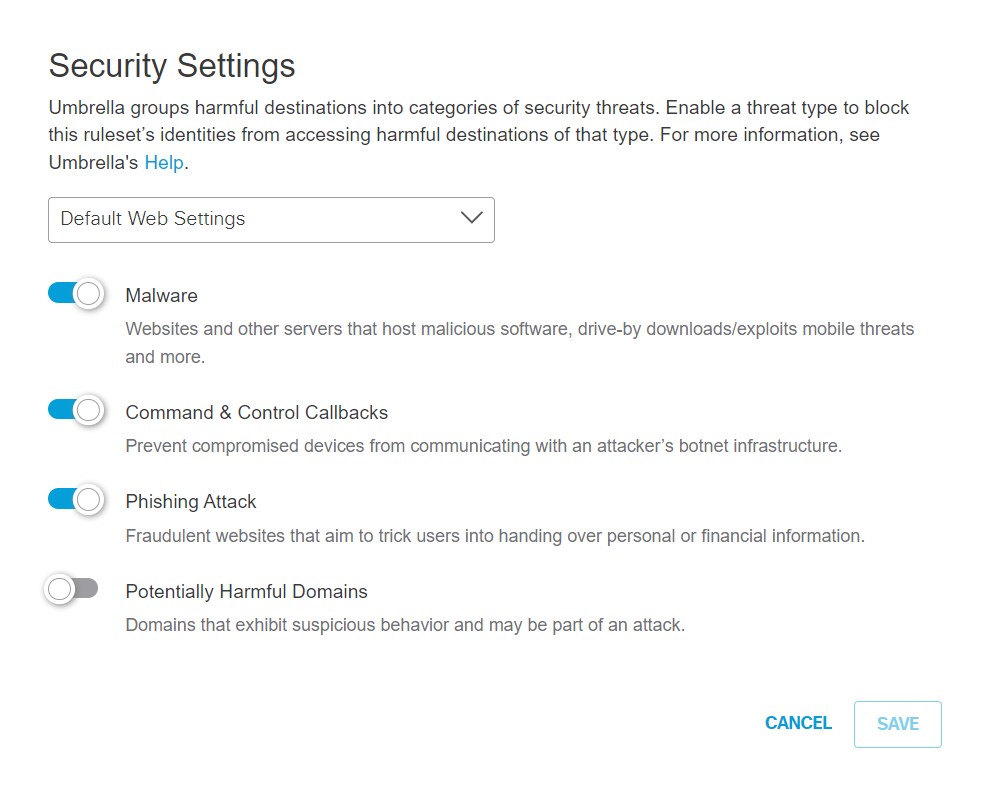 Security Settings
Umbrella groups harmful destinations into categories of security threats. Enable a threat type to block
this ruleset’s identities from accessing harmful destinations of that type. For more information, see
Umbrella's Help.
Default Web Settings
Malware
Websites and other servers that host malicious software, drive-by downloads/exploits mobile threats
and more.
Command & Control Callbacks
Prevent compromised devices from communicating with an attacker’s botnet infrastructure.
Phishing Attack
Fraudulent websites that aim to trick users into handing over personal or financial information.
Potentially Harmful Domains
Domains that exhibit suspicious behavior and may be part of an attack.
CANCEL SAVE